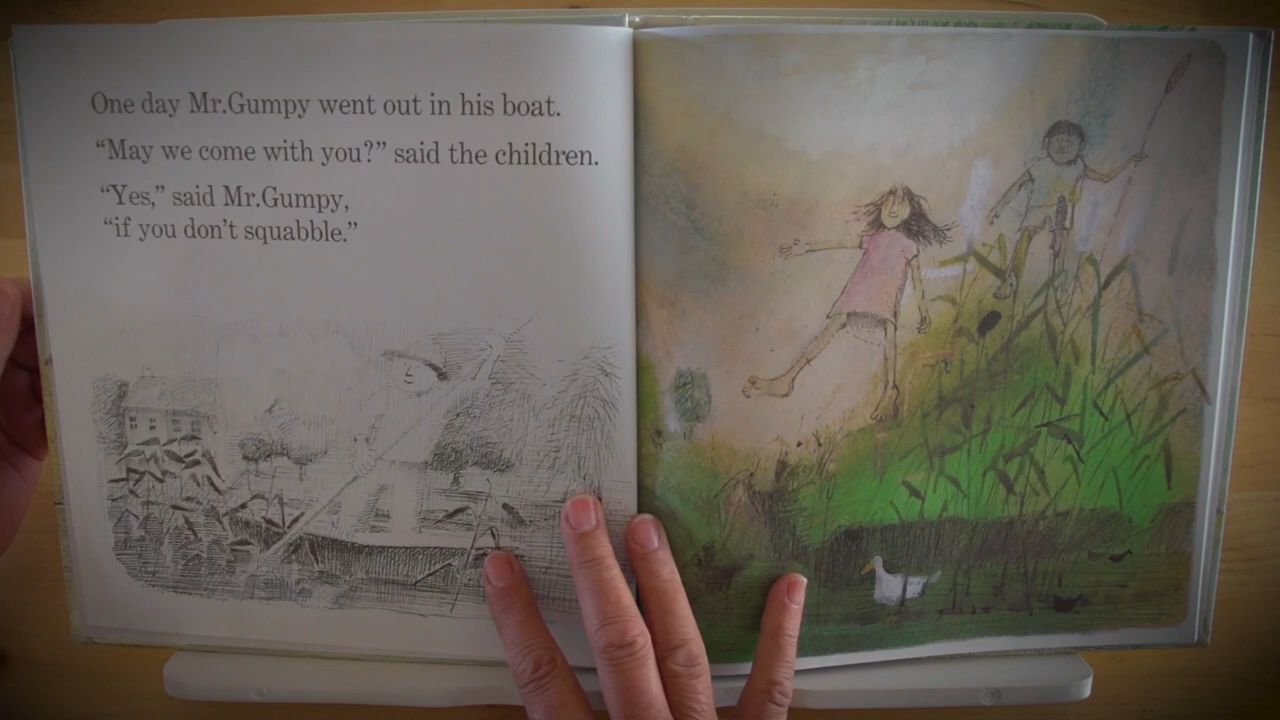 One day Mr.Gumpy went out in his boat.
“May we come with you?” said the children.
“Yes,” said Mr.Gumpy,
“if you don’t squabble.”